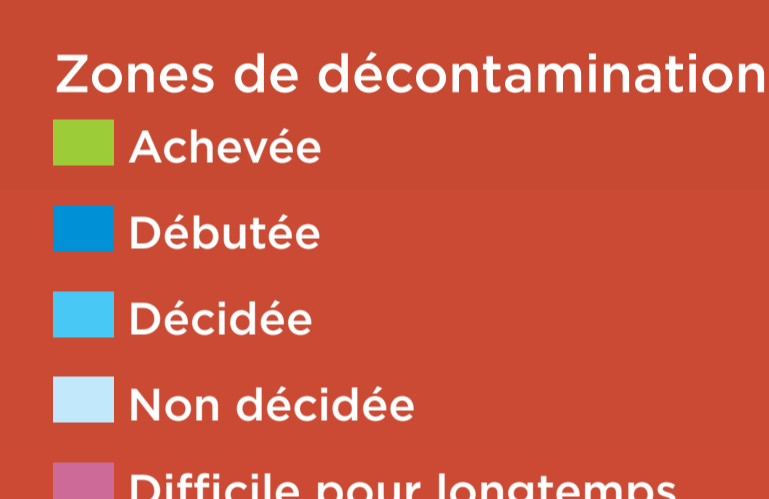 Zones de décontamination
Achevée
Débutée
Décidée
Non décidée
Difficile pour longtemps